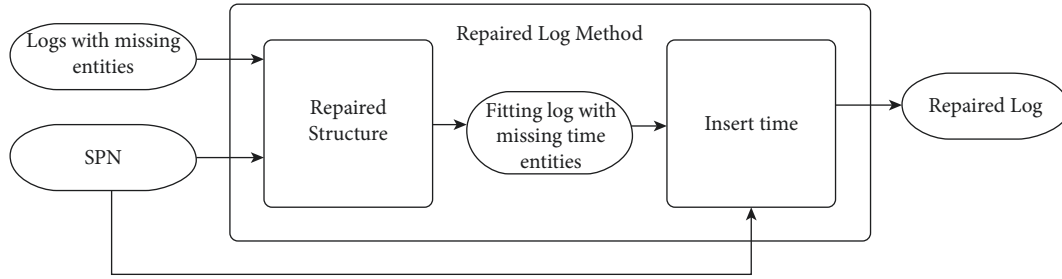 Logs with missing
entities
SPN
Repaired Log Method
Repaired
Structure
Fitting log with
missing time
entities
Insert time
Repaired Log